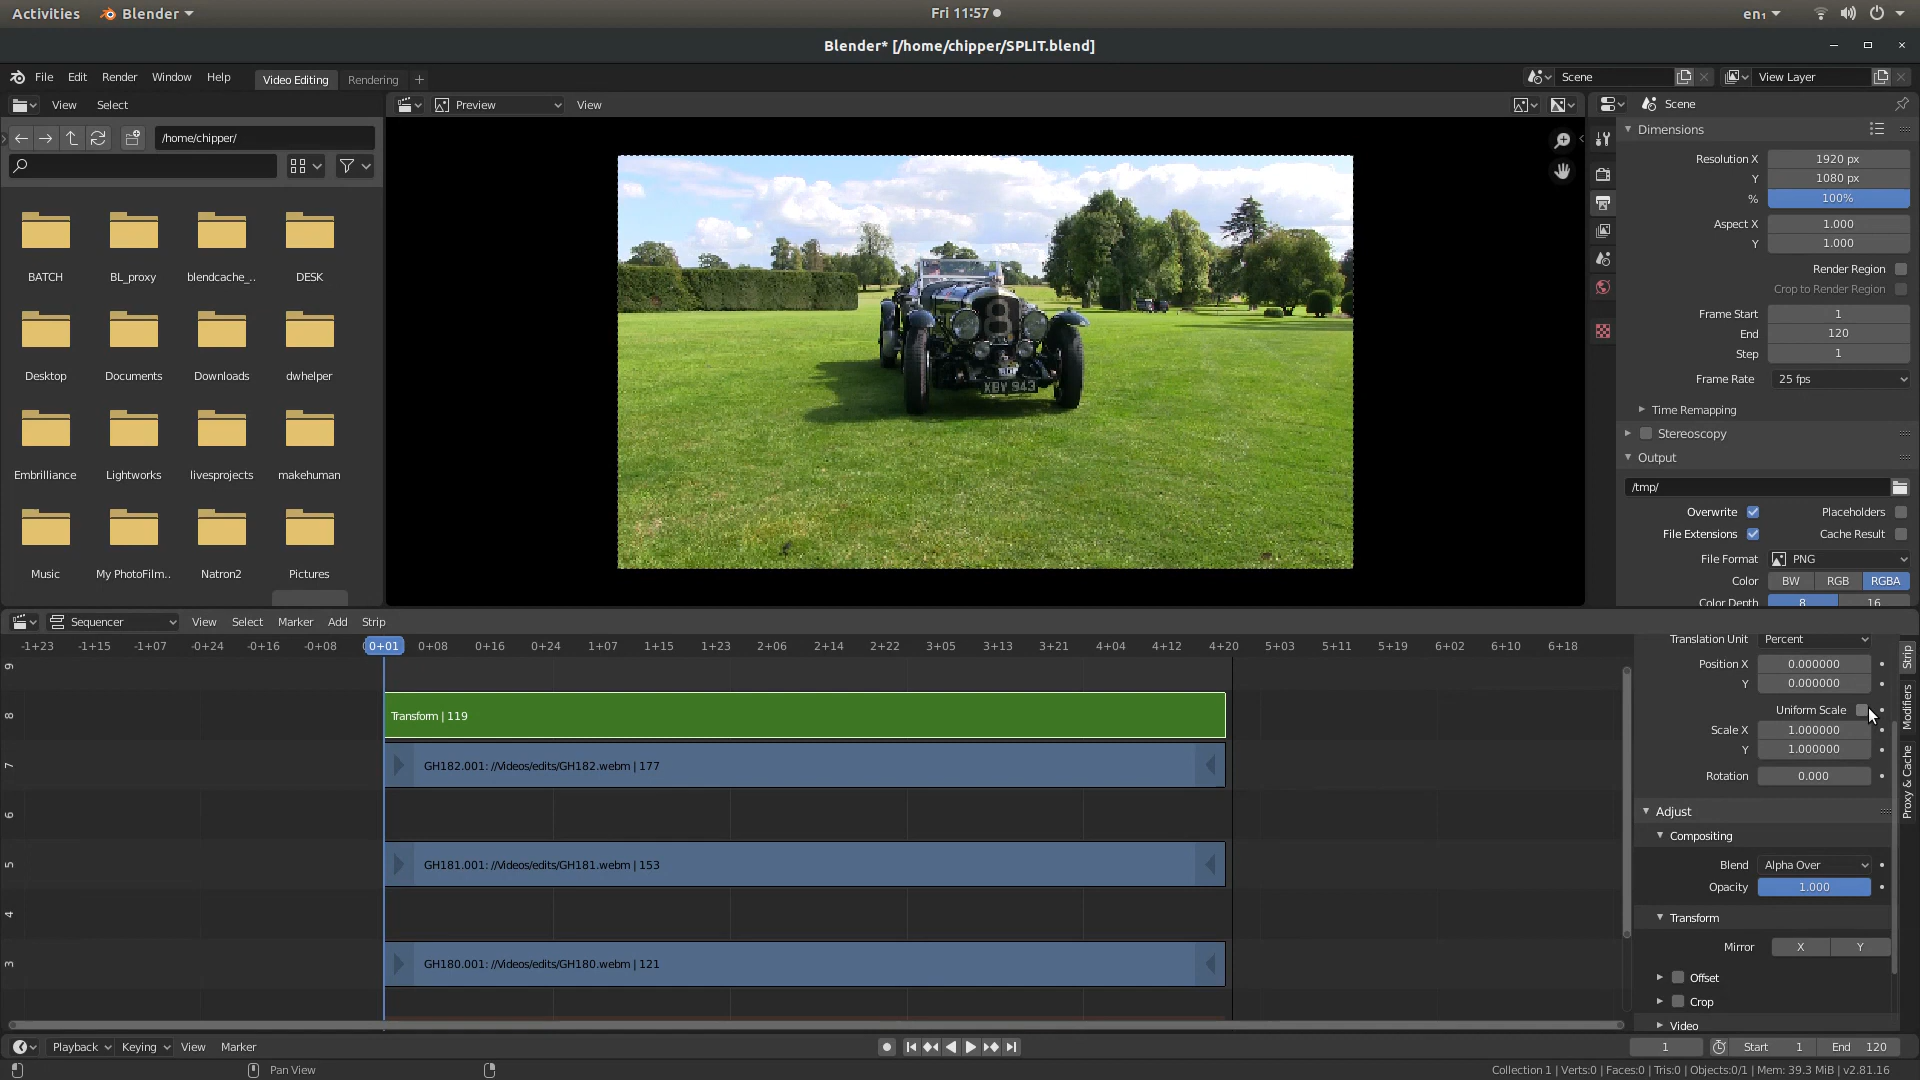 Activities Blender Fri 11:57 en₁
Blender* [/home/chipper/SPLIT.blend]
File Edit Render Window Help Video Editing Rendering + Scene View Layer
View Select Preview View Scene
/home/chipper/
BATCH BL_proxy blendcache_.. DESK
Desktop Documents Downloads dwhelper
Embrilliance Lightworks livesprojects makehuman
Music My PhotoFilm.. Natron2 Pictures
8
XBV 943
Dimensions
Resolution X 1920 px
Y 1080 px
% 100%
Aspect X 1.000
Y 1.000
Render Region
Crop to Render Region
Frame Start 1
End 120
Step 1
Frame Rate 25 fps
Time Remapping
Stereoscopy
Output
/tmp/
Overwrite Placeholders
File Extensions Cache Result
File Format PNG
Color BW RGB RGBA
Color Depth 8 16
Sequencer View Select Marker Add Strip
-1+23 -1+15 -1+07 -0+24 -0+16 -0+08 0+01 0+08 0+16 0+24 1+07 1+15 1+23 2+06 2+14 2+22 3+05 3+13 3+21 4+04 4+12 4+20 5+03 5+11 5+19 6+02 6+10 6+18
9
8 Transform | 119
7 GH182.001: //Videos/edits/GH182.webm | 177
6
5 GH181.001: //Videos/edits/GH181.webm | 153
4
3 GH180.001: //Videos/edits/GH180.webm | 121
Translation Unit Percent
Position X 0.000000
Y 0.000000
Uniform Scale
Scale X 1.000000
Y 1.000000
Rotation 0.000
Adjust
Compositing
Blend Alpha Over
Opacity 1.000
Transform
Mirror X Y
Offset
Crop
Video
Strip
Modifiers
Proxy & Cache
Playback Keying View Marker 1 Start 1 End 120
Pan View Collection 1 | Verts:0 | Faces:0 | Tris:0 | Objects:0/1 | Mem: 39.3 MiB | v2.81.16